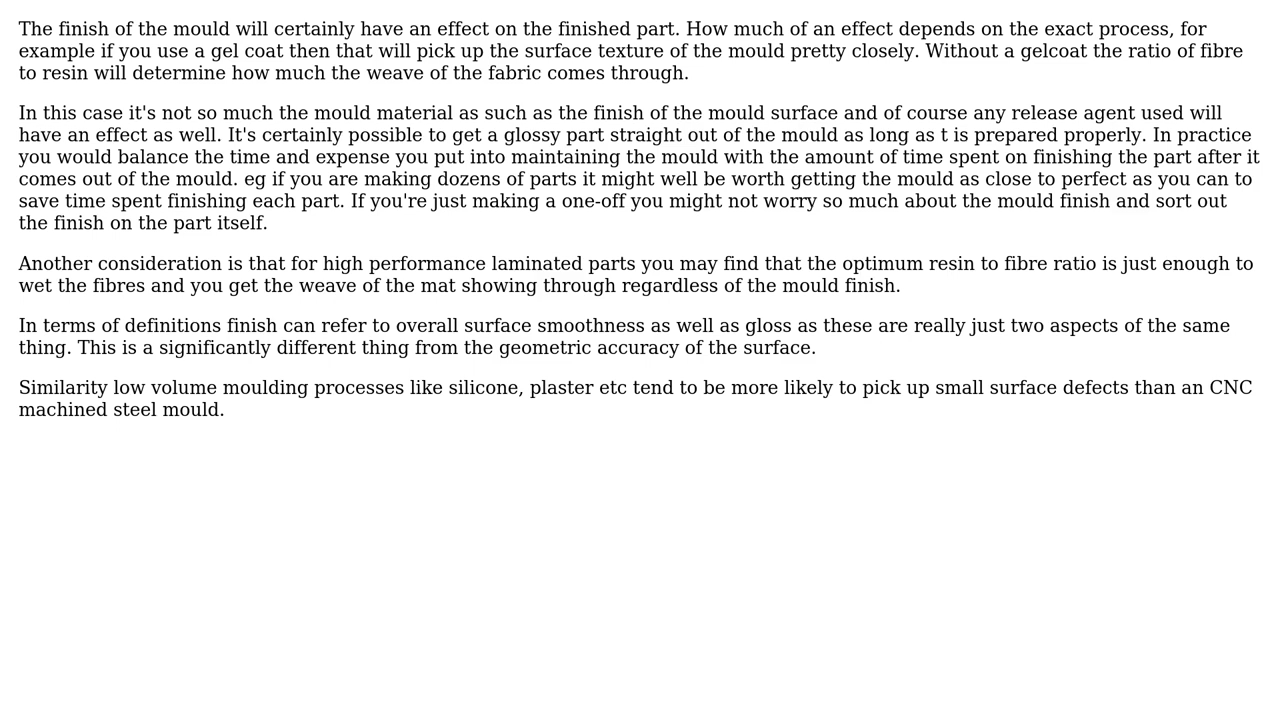 The finish of the mould will certainly have an effect on the finished part. How much of an effect depends on the exact process, for
example if you use a gel coat then that will pick up the surface texture of the mould pretty closely. Without a gelcoat the ratio of fibre
to resin will determine how much the weave of the fabric comes through.
In this case it's not so much the mould material as such as the finish of the mould surface and of course any release agent used will
have an effect as well. It's certainly possible to get a glossy part straight out of the mould as long as t is prepared properly. In practice
you would balance the time and expense you put into maintaining the mould with the amount of time spent on finishing the part after it
comes out of the mould. eg if you are making dozens of parts it might well be worth getting the mould as close to perfect as you can to
save time spent finishing each part. If you're just making a one-off you might not worry so much about the mould finish and sort out
the finish on the part itself.
Another consideration is that for high performance laminated parts you may find that the optimum resin to fibre ratio is just enough to
wet the fibres and you get the weave of the mat showing through regardless of the mould finish.
In terms of definitions finish can refer to overall surface smoothness as well as gloss as these are really just two aspects of the same
thing. This is a significantly different thing from the geometric accuracy of the surface.
Similarity low volume moulding processes like silicone, plaster etc tend to be more likely to pick up small surface defects than an CNC
machined steel mould.